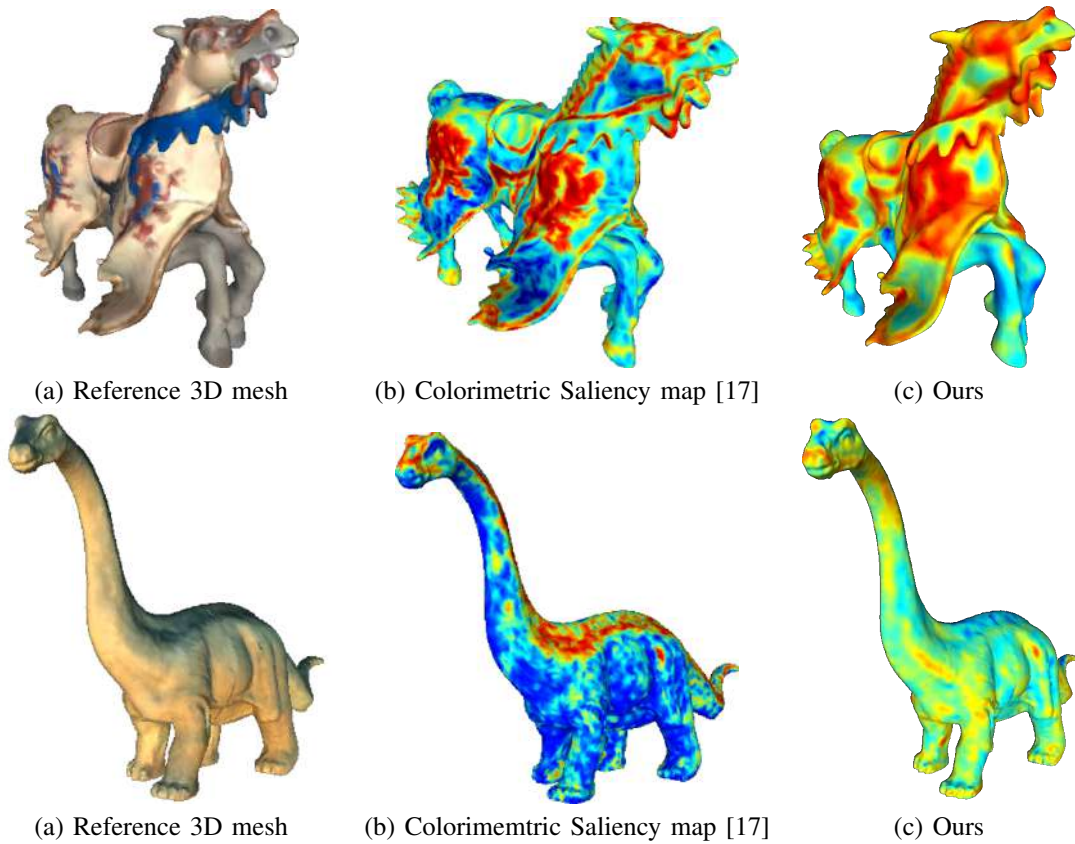 (a) Reference 3D mesh
(b) Colorimetric Saliency map [17]
(c) Ours
(a) Reference 3D mesh
(b) Colorimemtric Saliency map [17]
(c) Ours